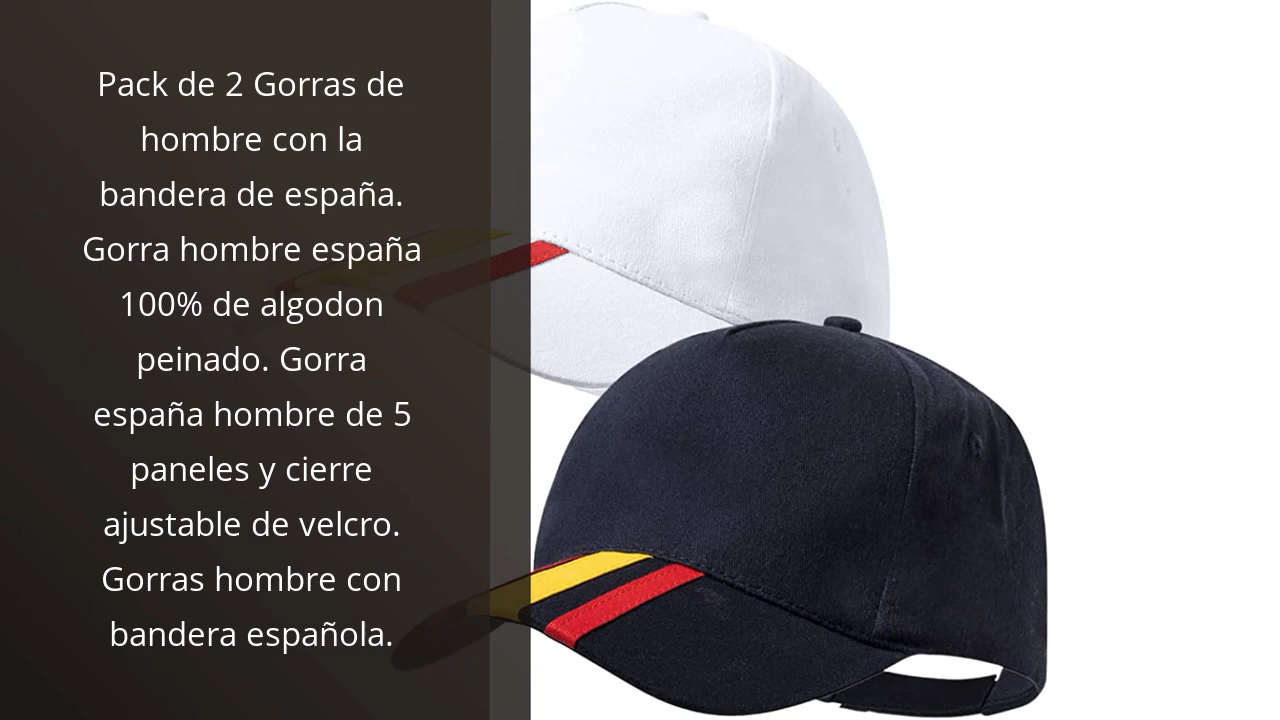 Pack de 2 Gorras de
hombre con la
bandera de españa.
Gorra hombre españa
100% de algodon
peinado. Gorra
españa hombre de 5
paneles y cierre
ajustable de velcro.
Gorras hombre con
bandera española.